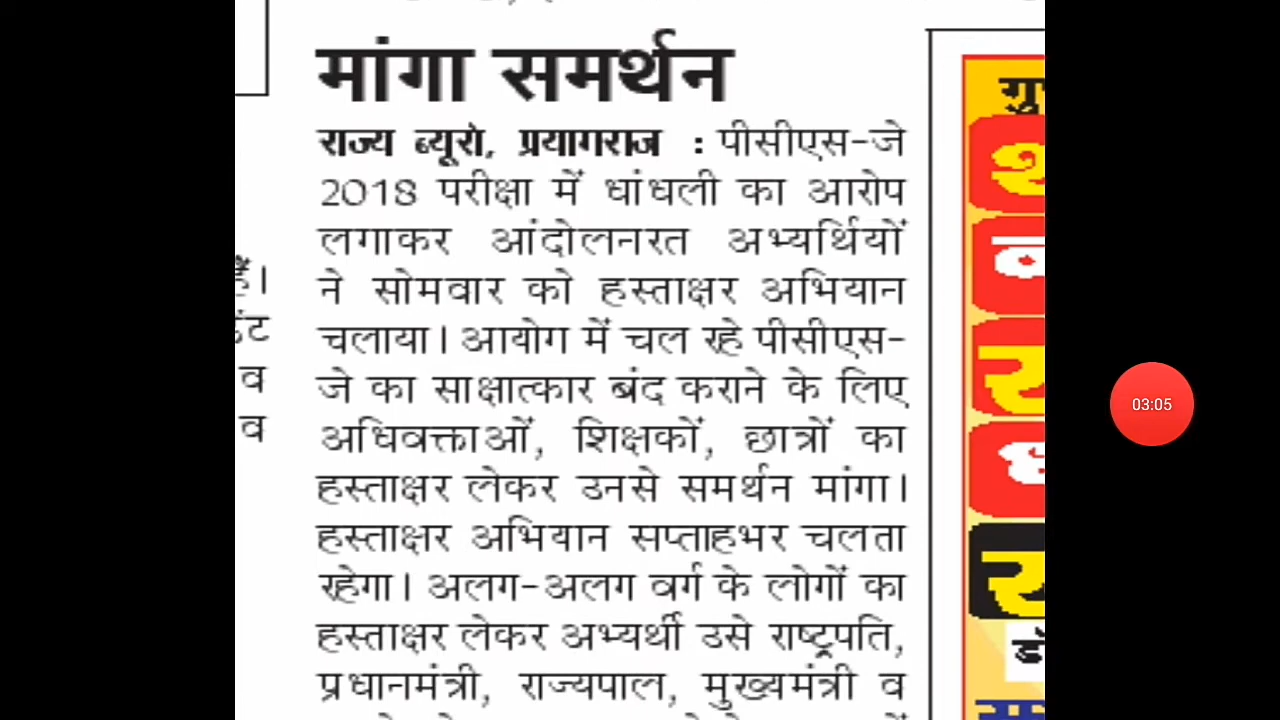 मांगा समर्थन
राज्य ब्यूरो, प्रयागराज : पीसीएस-जे
2018 परीक्षा में धांधली का आरोप
लगाकर आंदोलनरत अभ्यर्थियों
ने सोमवार को हस्ताक्षर अभियान
चलाया। आयोग में चल रहे पीसीएस-
जे का साक्षात्कार बंद कराने के लिए
अधिवक्ताओं, शिक्षकों, छात्रों का
हस्ताक्षर लेकर उनसे समर्थन मांगा।
हस्ताक्षर अभियान सप्ताहभर चलता
रहेगा। अलग-अलग वर्ग के लोगों का
हस्ताक्षर लेकर अभ्यर्थी उसे राष्ट्रपति,
प्रधानमंत्री, राज्यपाल, मुख्यमंत्री व
हैं।
व
व
03:05